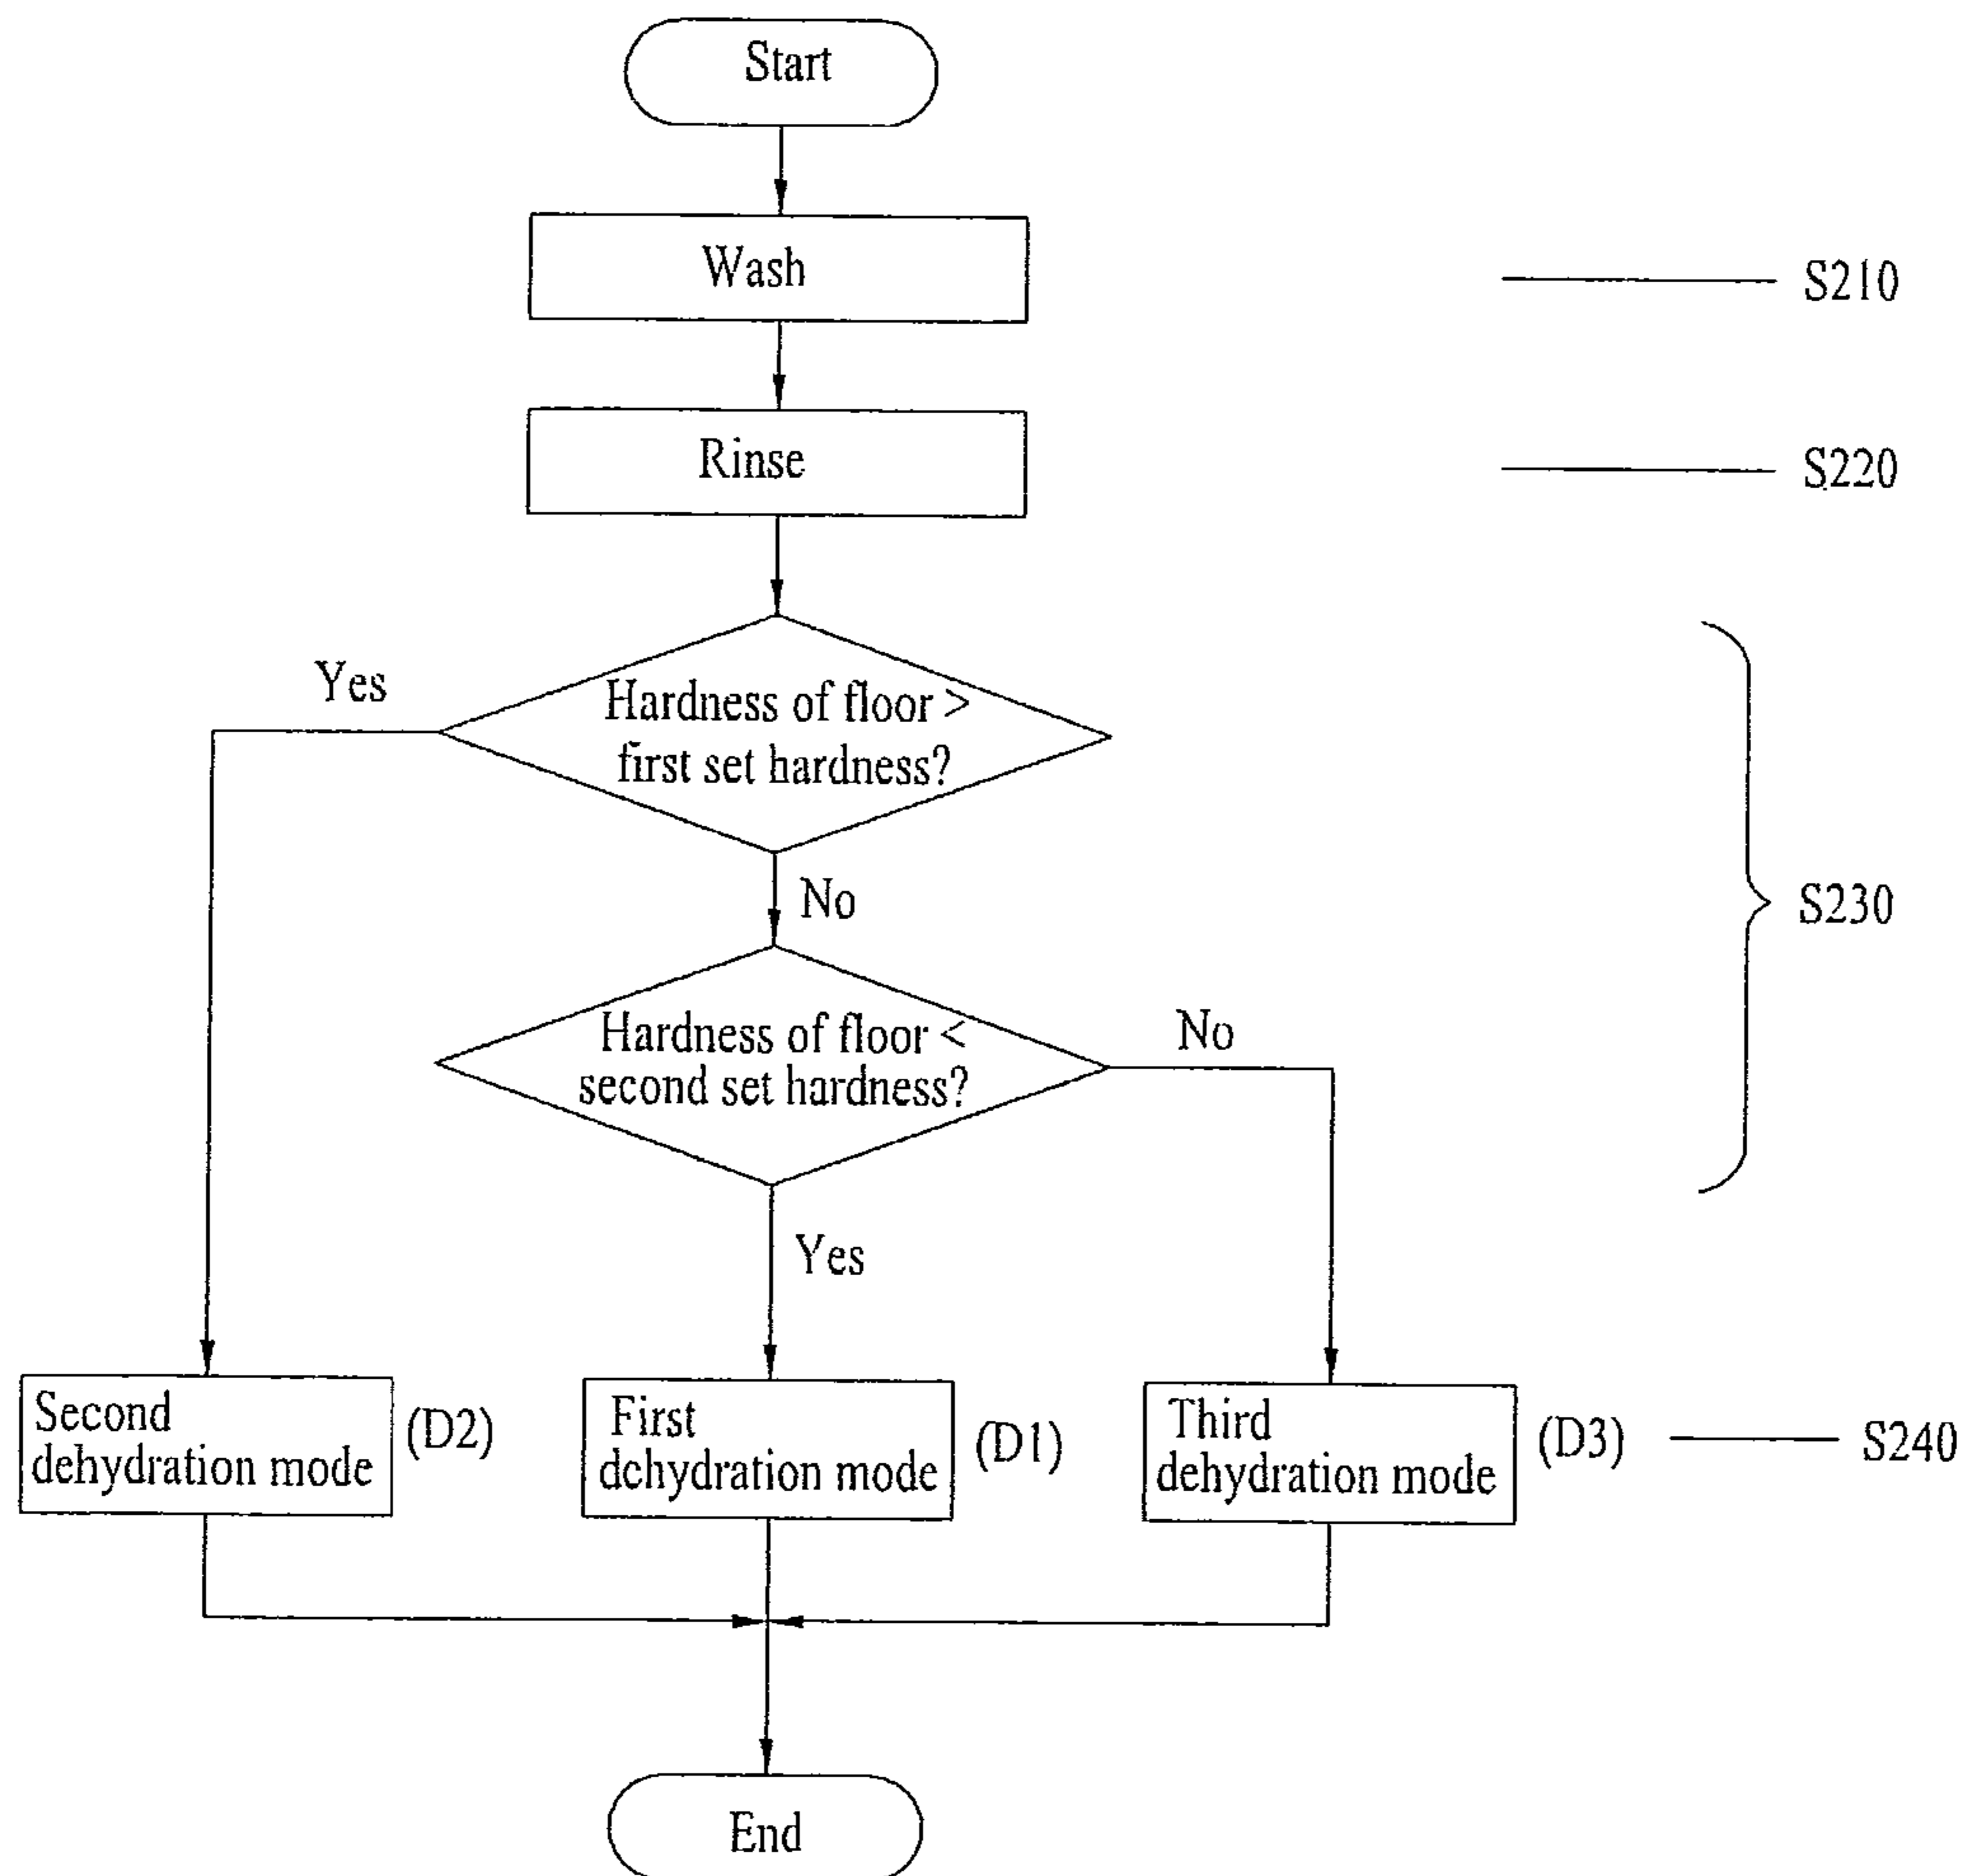 Start
Wash
S210
Rinse
S220
Yes
Hardness of floor >
first set hardness?
No
S230
Hardness of floor <
second set hardness?
No
Yes
Second
dehydration mode
(D2)
First
dehydration mode
(D1)
Third
dehydration mode
(D3)
S240
End